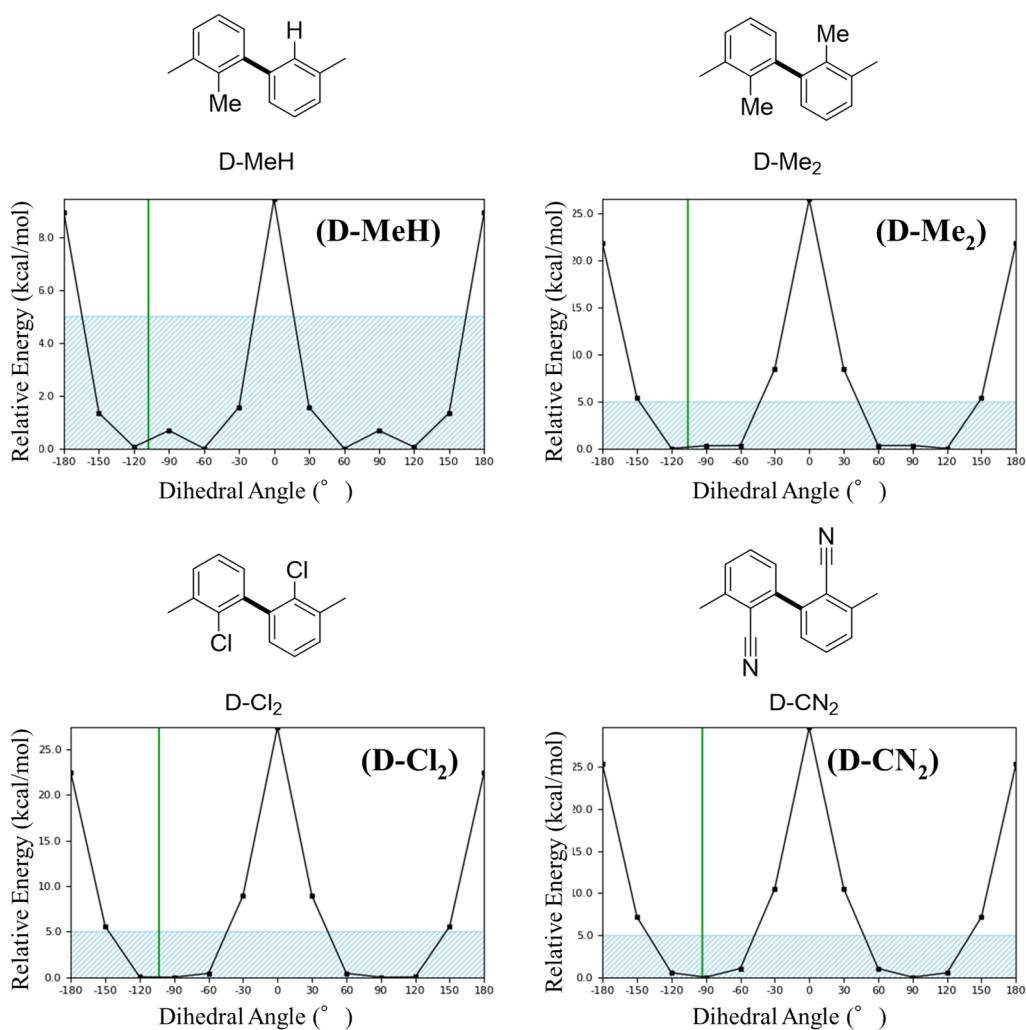 H
Me
D-MeH
Me
Me
D-Me2
Relative Energy (kcal/mol)
(D-MeH)
8.0
6.0
4.0
2.0
0.0
-180 -150 -120 -90 -60 -30 0 30 60 90 120 150 180
Dihedral Angle (° )
Relative Energy (kcal/mol)
(D-Me2)
25.0
20.0
15.0
10.0
5.0
0.0
-180 -150 -120 -90 -60 -30 0 30 60 90 120 150 180
Dihedral Angle (° )
Cl
Cl
D-Cl2
N
N
D-CN2
Relative Energy (kcal/mol)
(D-Cl2)
25.0
20.0
15.0
10.0
5.0
0.0
-180 -150 -120 -90 -60 -30 0 30 60 90 120 150 180
Dihedral Angle (° )
Relative Energy (kcal/mol)
(D-CN2)
25.0
20.0
15.0
10.0
5.0
0.0
-180 -150 -120 -90 -60 -30 0 30 60 90 120 150 180
Dihedral Angle (° )